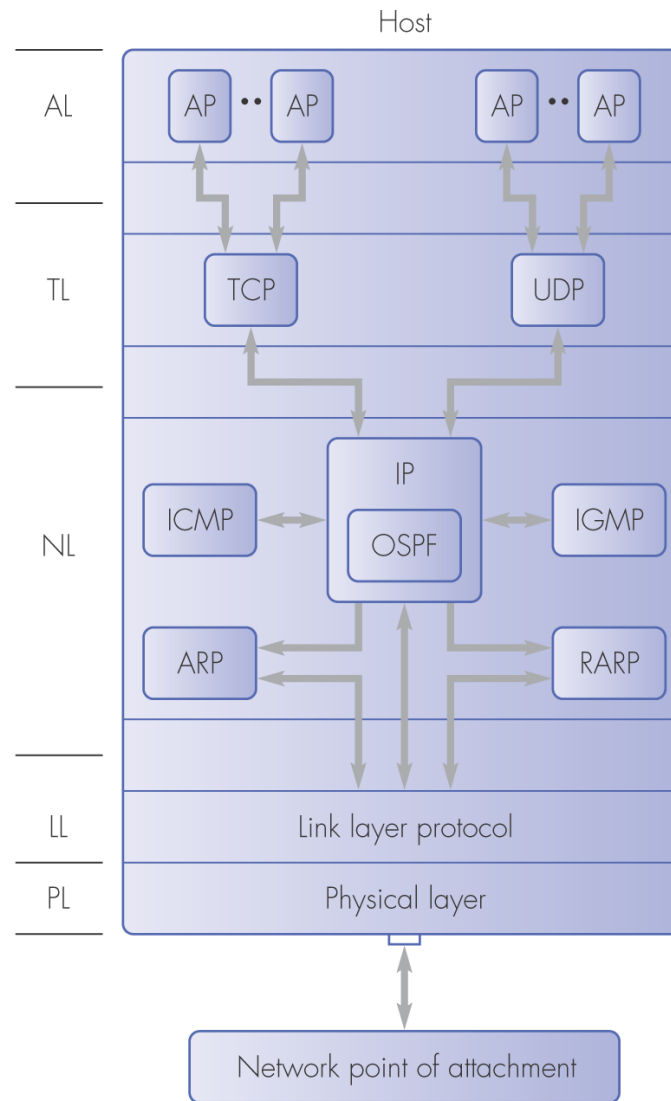 Host
AL
AP •• AP
AP •• AP
TL
TCP
UDP
NL
IP
ICMP
OSPF
IGMP
ARP
RARP
LL
Link layer protocol
PL
Physical layer
Network point of attachment